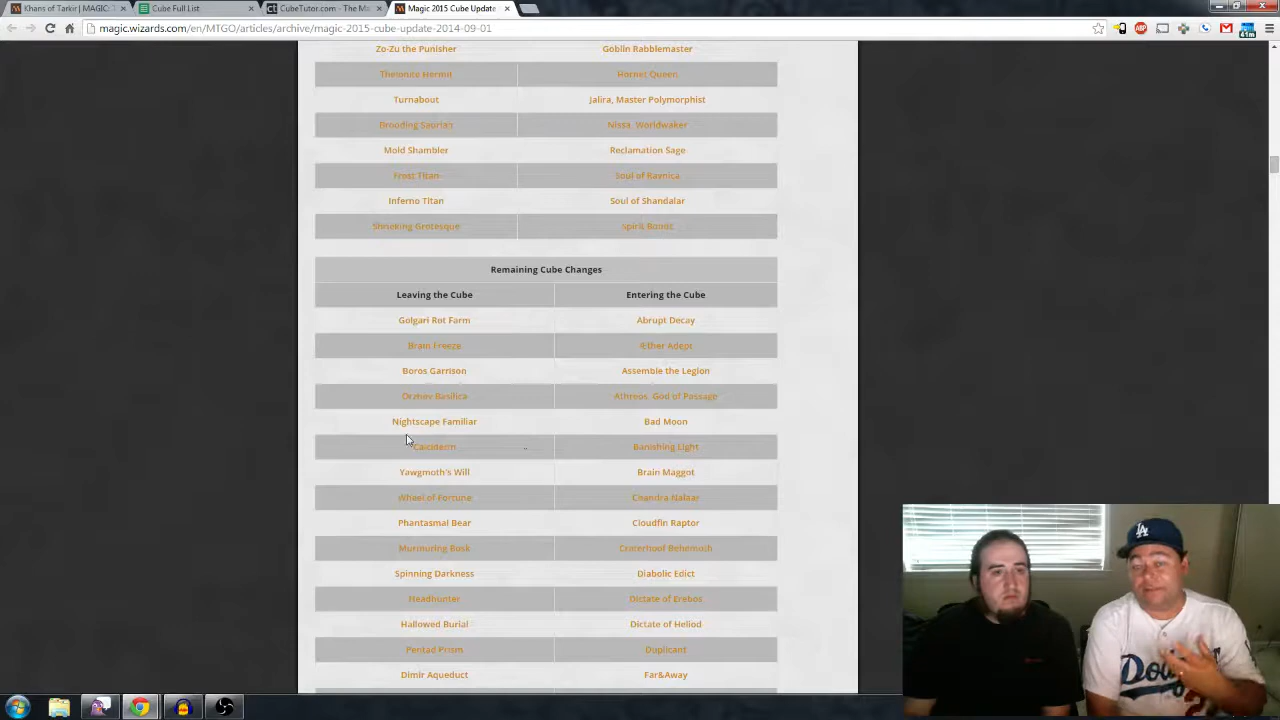 Khans of Tarkir | MAGIC: T
Cube Full List
CubeTutor.com - The Ma
Magic 2015 Cube Update
magic.wizards.com/en/MTGO/articles/archive/magic-2015-cube-update-2014-09-01
Zo-Zu the Punisher Goblin Rabblemaster
Thelonite Hermit Hornet Queen
Turnabout Jalira, Master Polymorphist
Brooding Saurian Nissa, Worldwaker
Mold Shambler Reclamation Sage
Frost Titan Soul of Ravnica
Inferno Titan Soul of Shandalar
Shrieking Grotesque Spirit Bonds
Remaining Cube Changes
Leaving the Cube Entering the Cube
Golgari Rot Farm Abrupt Decay
Brain Freeze Æther Adept
Boros Garrison Assemble the Legion
Orzhov Basilica Athreos, God of Passage
Nightscape Familiar Bad Moon
Calciderm Banishing Light
Yawgmoth's Will Brain Maggot
Wheel of Fortune Chandra Nalaar
Phantasmal Bear Cloudfin Raptor
Murmuring Bosk Craterhoof Behemoth
Spinning Darkness Diabolic Edict
Headhunter Dictate of Erebos
Hallowed Burial Dictate of Heliod
Pentad Prism Duplicant
Dimir Aqueduct Far&Away
LA
Dodgers